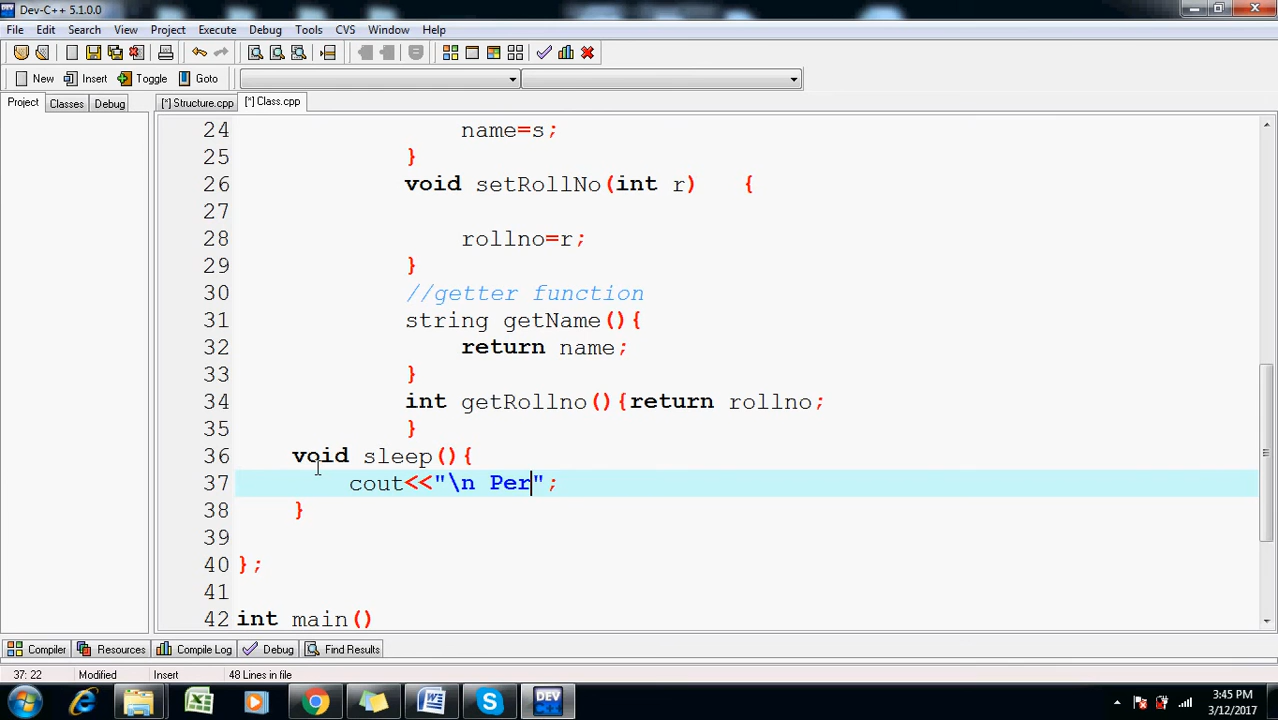 Dev-C++ 5.1.0.0
File Edit Search View Project Execute Debug Tools CVS Window Help
New Insert Toggle Goto
Project Classes Debug [*] Structure.cpp [*] Class.cpp
24 name=s;
25 }
26 void setRollNo(int r) {
27
28 rollno=r;
29 }
30 //getter function
31 string getName(){
32 return name;
33 }
34 int getRollno(){return rollno;
35 }
36 void sleep(){
37 cout<<"\n Per";
38 }
39
40 };
41
42 int main()
Compiler Resources Compile Log Debug Find Results
37: 22 Modified Insert 48 Lines in file
3:45 PM
3/12/2017